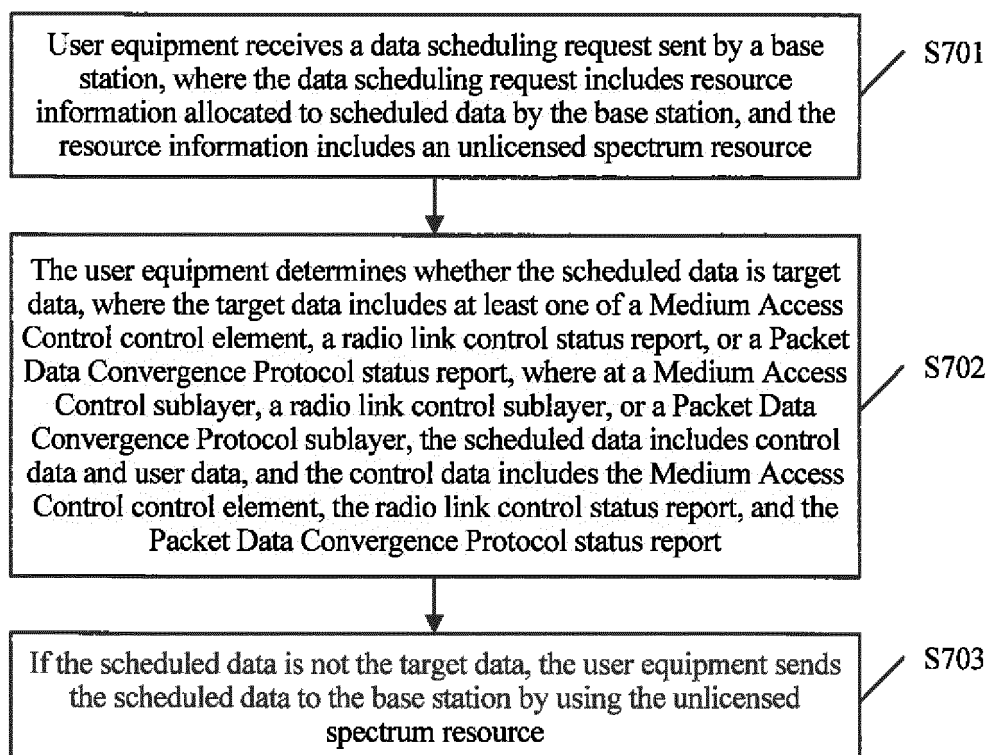 User equipment receives a data scheduling request sent by a base
station, where the data scheduling request includes resource
information allocated to scheduled data by the base station, and the
resource information includes an unlicensed spectrum resource
S701
The user equipment determines whether the scheduled data is target
data, where the target data includes at least one of a Medium Access
Control control element, a radio link control status report, or a Packet
Data Convergence Protocol status report, where at a Medium Access
Control sublayer, a radio link control sublayer, or a Packet Data
Convergence Protocol sublayer, the scheduled data includes control
data and user data, and the control data includes the Medium Access
Control control element, the radio link control status report, and the
Packet Data Convergence Protocol status report
S702
If the scheduled data is not the target data, the user equipment sends
the scheduled data to the base station by using the unlicensed
spectrum resource
S703